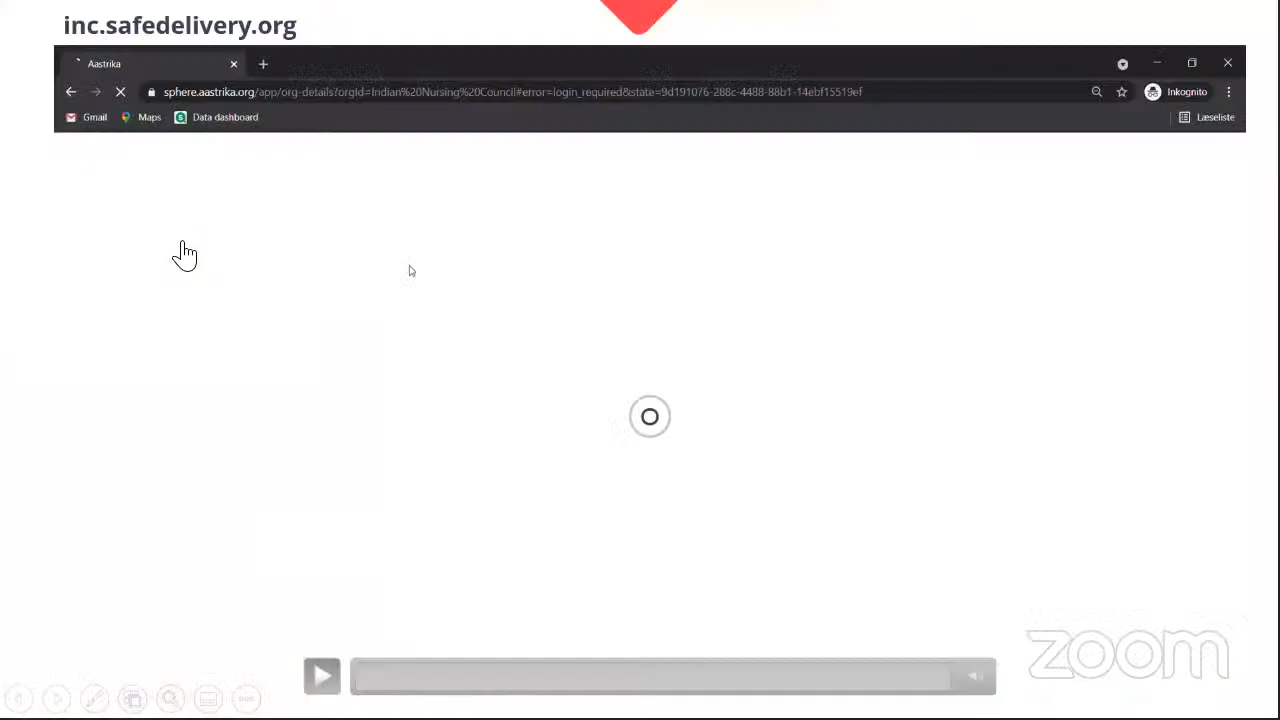 inc.safedelivery.org
Aastrika
sphere.aastrika.org/app/org-details?orgId=Indian%20Nursing%20Council#error=login_required&state=9d191076-288c-4488-88b1-14ebf15519ef
Inkognito
Gmail Maps Data dashboard
Læseliste
zoom